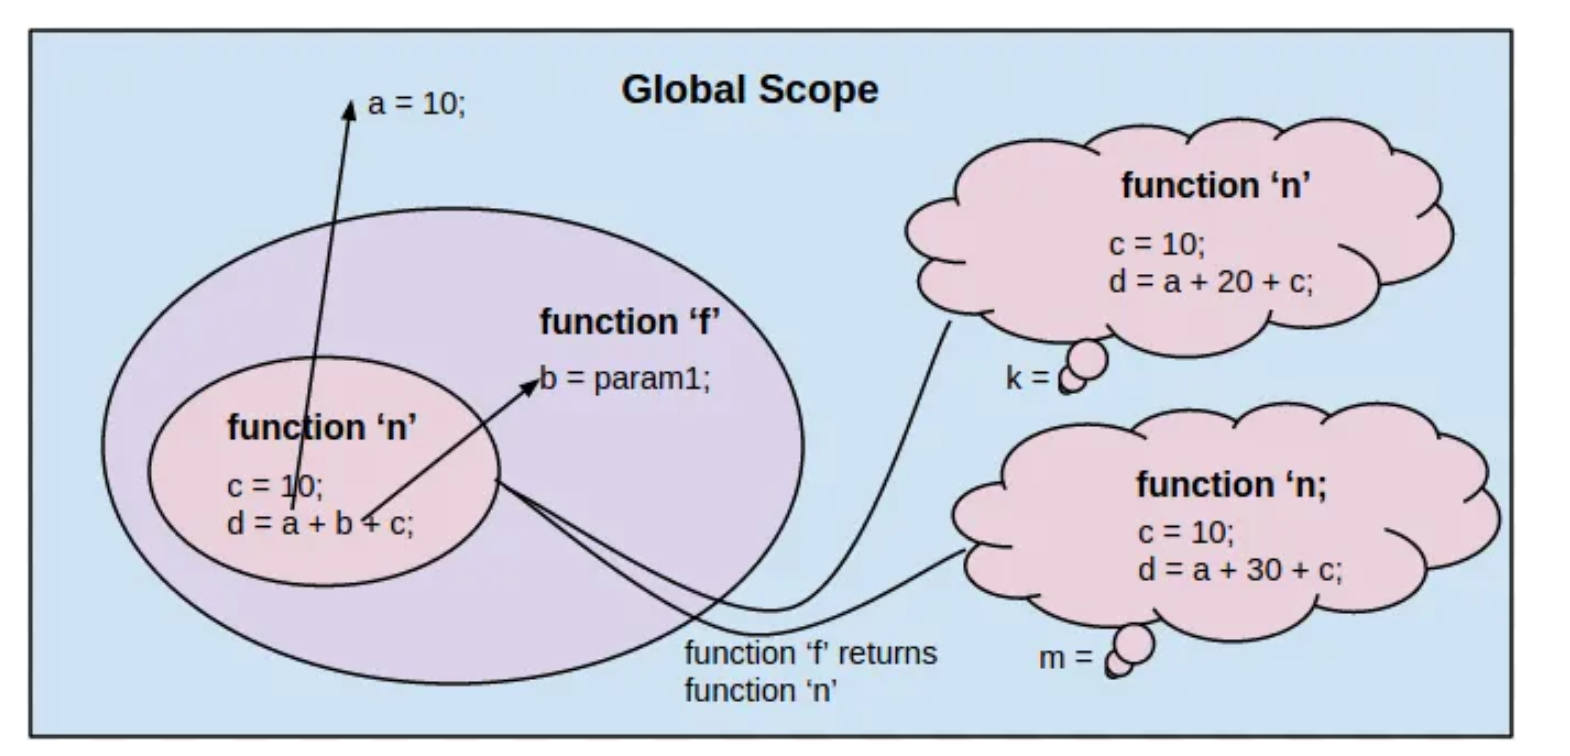 Global Scope
a = 10;
function ‘f’
b = param1;
function ‘n’
c = 10;
d = a + b + c;
function ‘f’ returns
function ‘n’
function ‘n’
c = 10;
d = a + 20 + c;
k =
function ‘n;
c = 10;
d = a + 30 + c;
m =